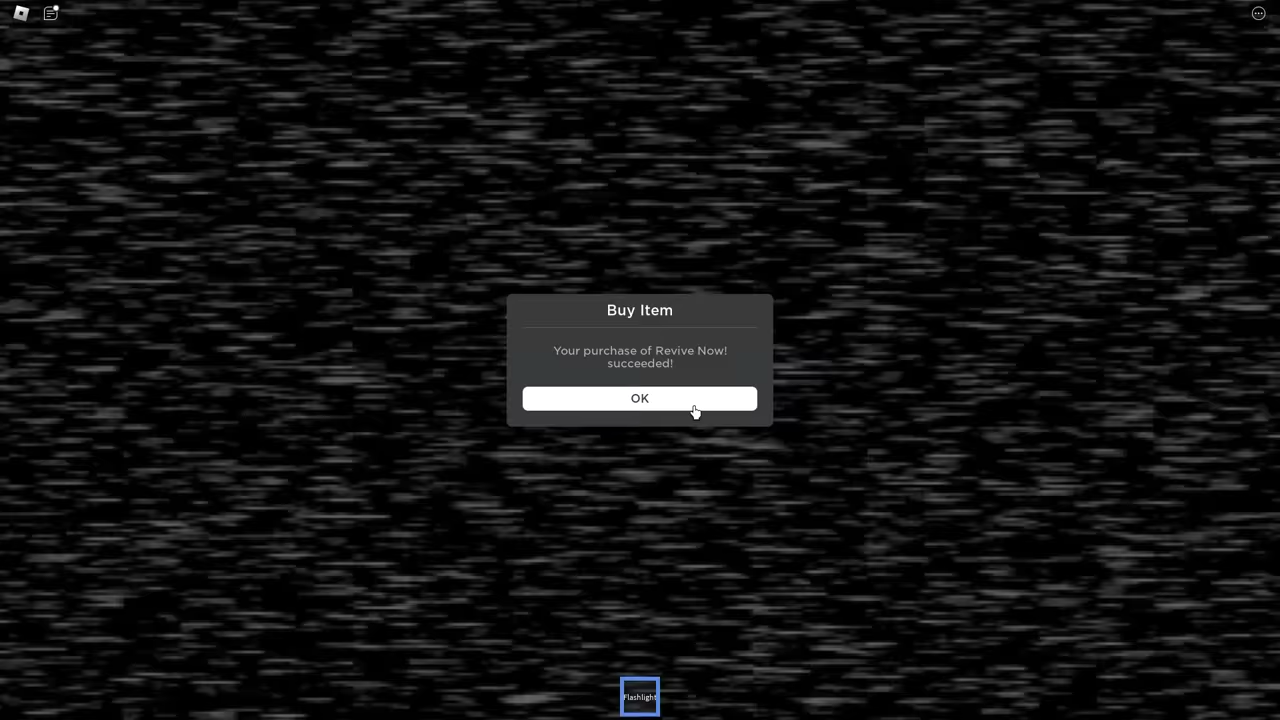 Buy Item
Your purchase of Revive Now!
succeeded!
OK
Flashlight